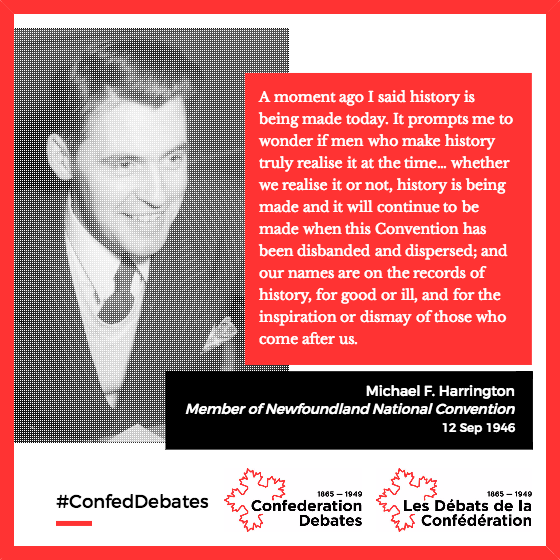 A moment ago I said history is
being made today. It prompts me to
wonder if men who make history
truly realise it at the time... whether
we realise it or not, history is being
made and it will continue to be
made when this Convention has
been disbanded and dispersed; and
our names are on the records of
history, for good or ill, and for the
inspiration or dismay of those who
come after us.
Michael F. Harrington
Member of Newfoundland National Convention
12 Sep 1946
#ConfedDebates
1865 — 1949
Confederation
Debates
1865 — 1949
Les Débats de la
Confédération